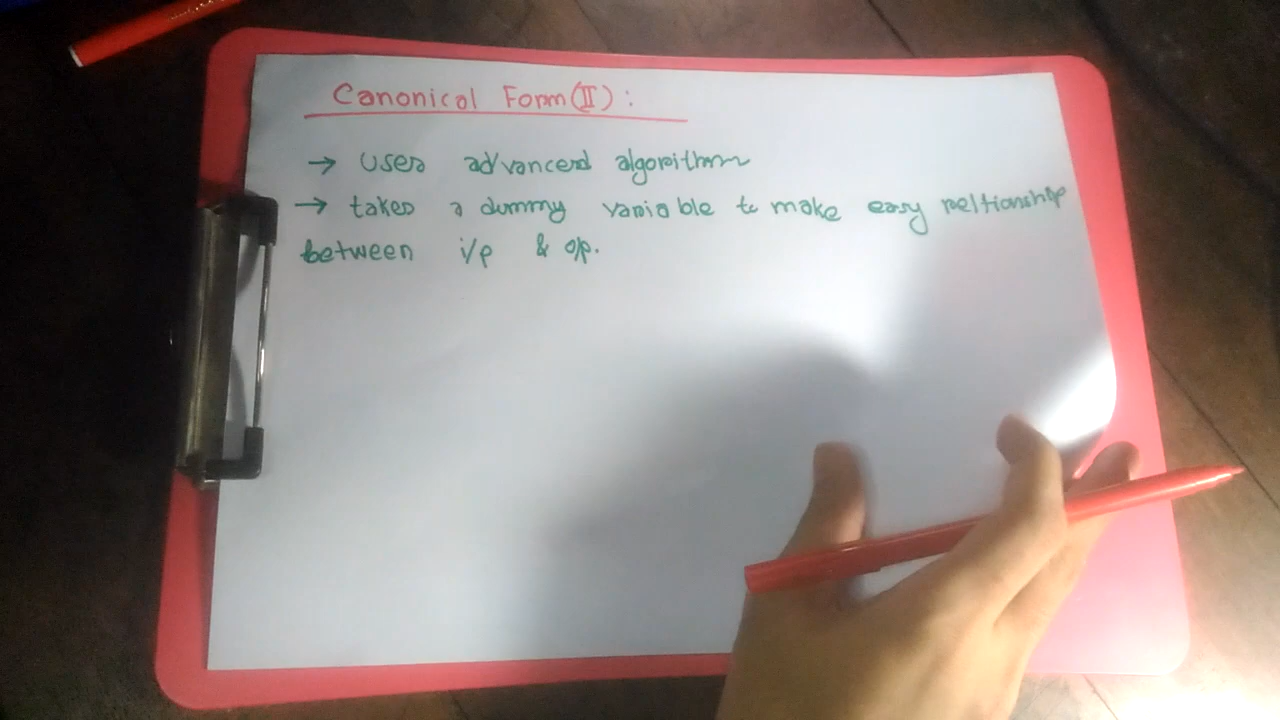 Canonical Form(II) :
→ uses advanced algorithm
→ takes a dummy variable to make easy reltionship
between i/p & o/p.